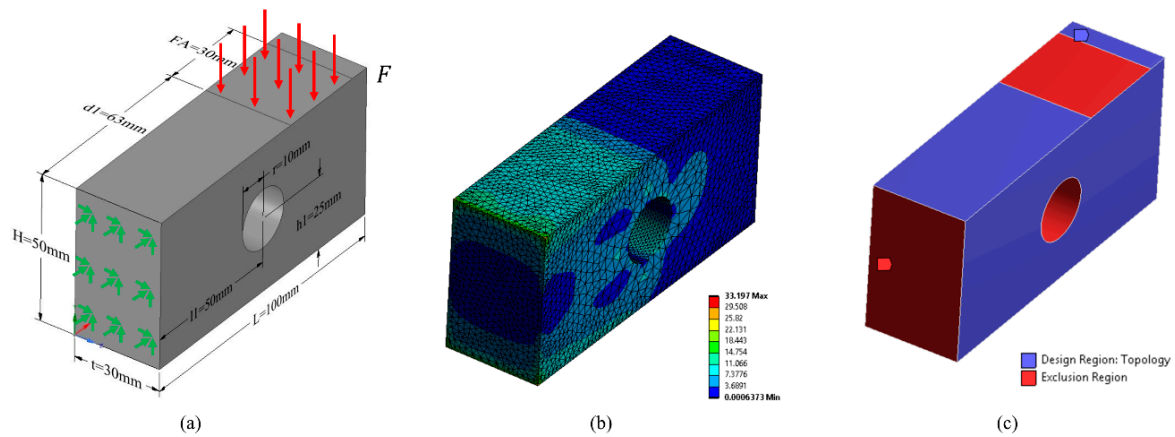 FA=30mm
F
d1=63mm
r=10mm
H=50mm
h1=25mm
l1=50mm
L=100mm
t=30mm
(a)
33.197 Max
29.508
25.82
22.131
18.443
14.754
11.066
7.3776
3.6891
0.0006373 Min
(b)
Design Region: Topology
Exclusion Region
(c)